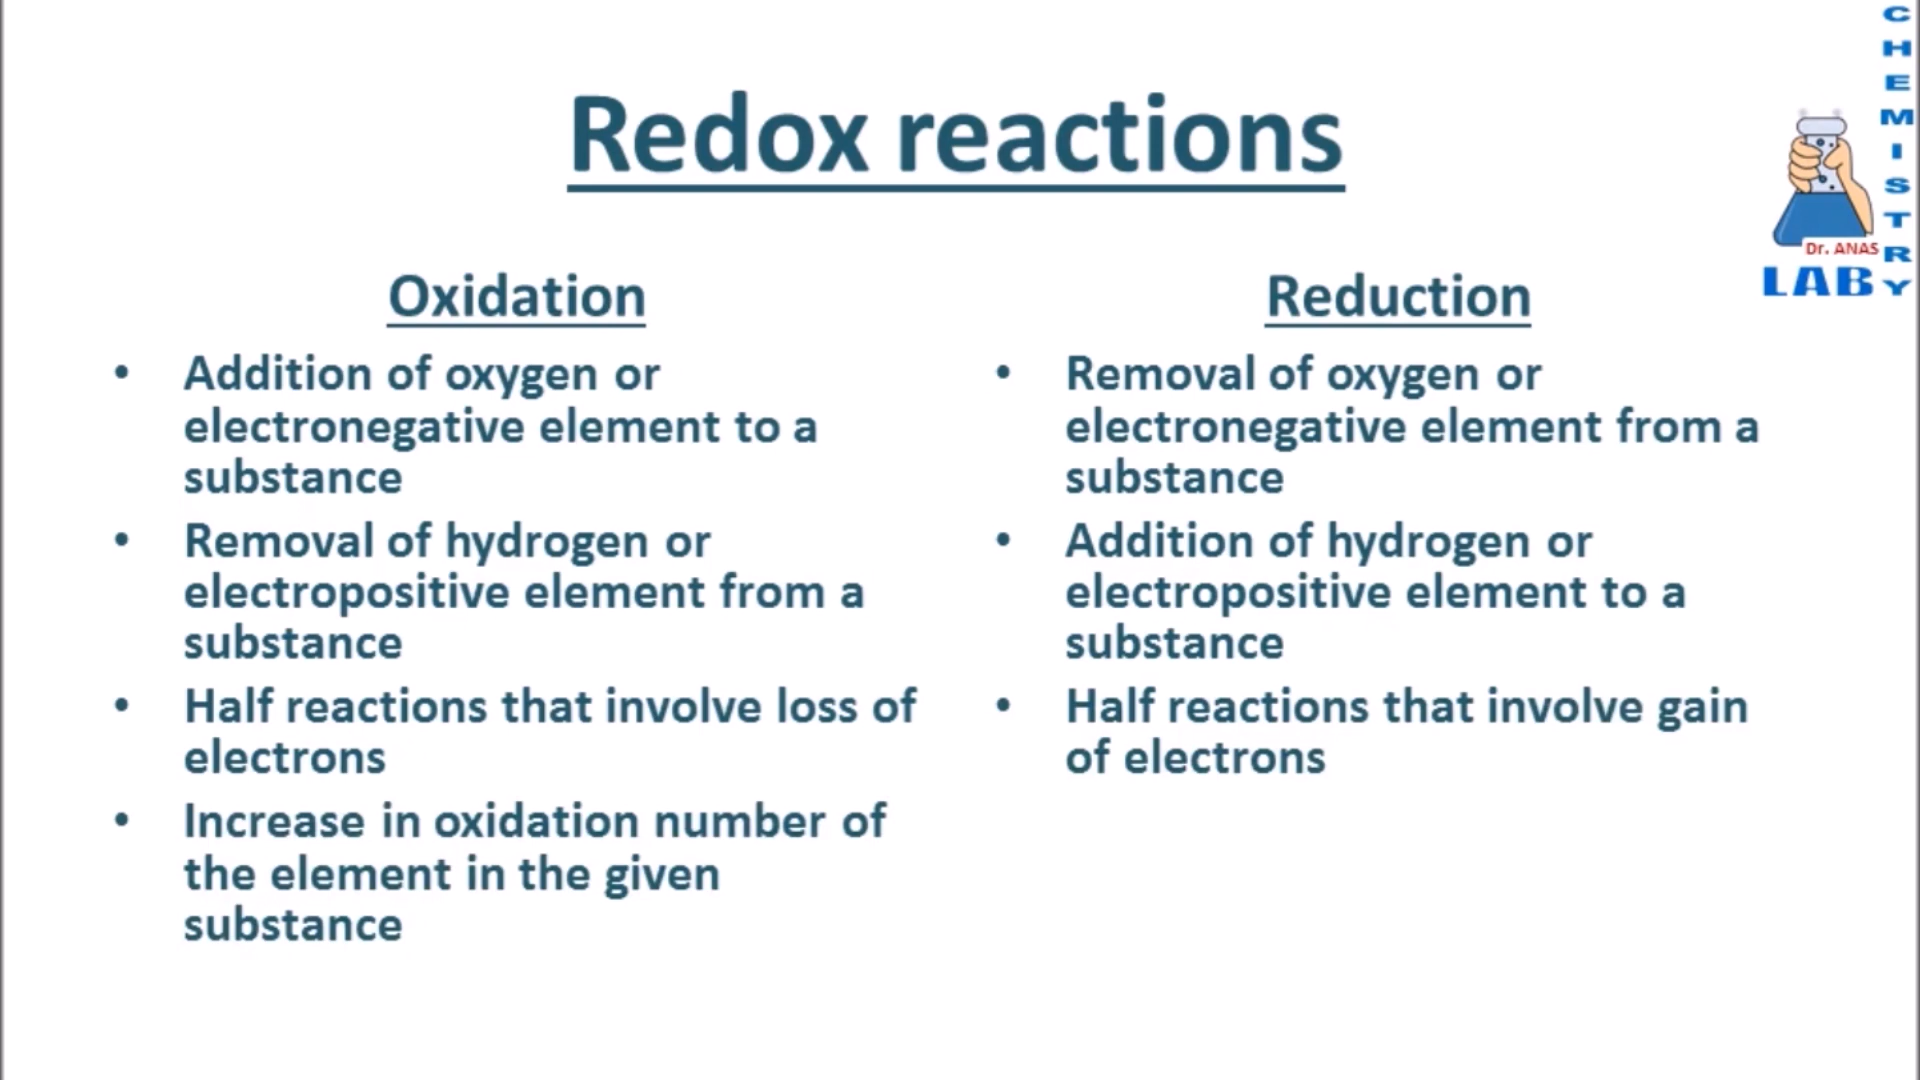 Redox reactions
Oxidation
• Addition of oxygen or
electronegative element to a
substance
• Removal of hydrogen or
electropositive element from a
substance
• Half reactions that involve loss of
electrons
• Increase in oxidation number of
the element in the given
substance
Reduction
• Removal of oxygen or
electronegative element from a
substance
• Addition of hydrogen or
electropositive element to a
substance
• Half reactions that involve gain
of electrons
CHEMISTRY
Dr. ANAS
LAB